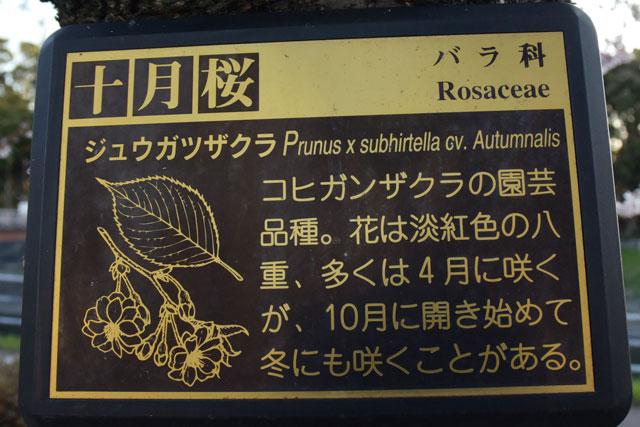 十月桜
バラ科
Rosaceae
ジュウガツザクラ Prunus x subhirtella cv. Autumnalis
コヒガンザクラの園芸
品種。花は淡紅色の八
重、多くは4月に咲く
が、10月に開き始めて
冬にも咲くことがある。